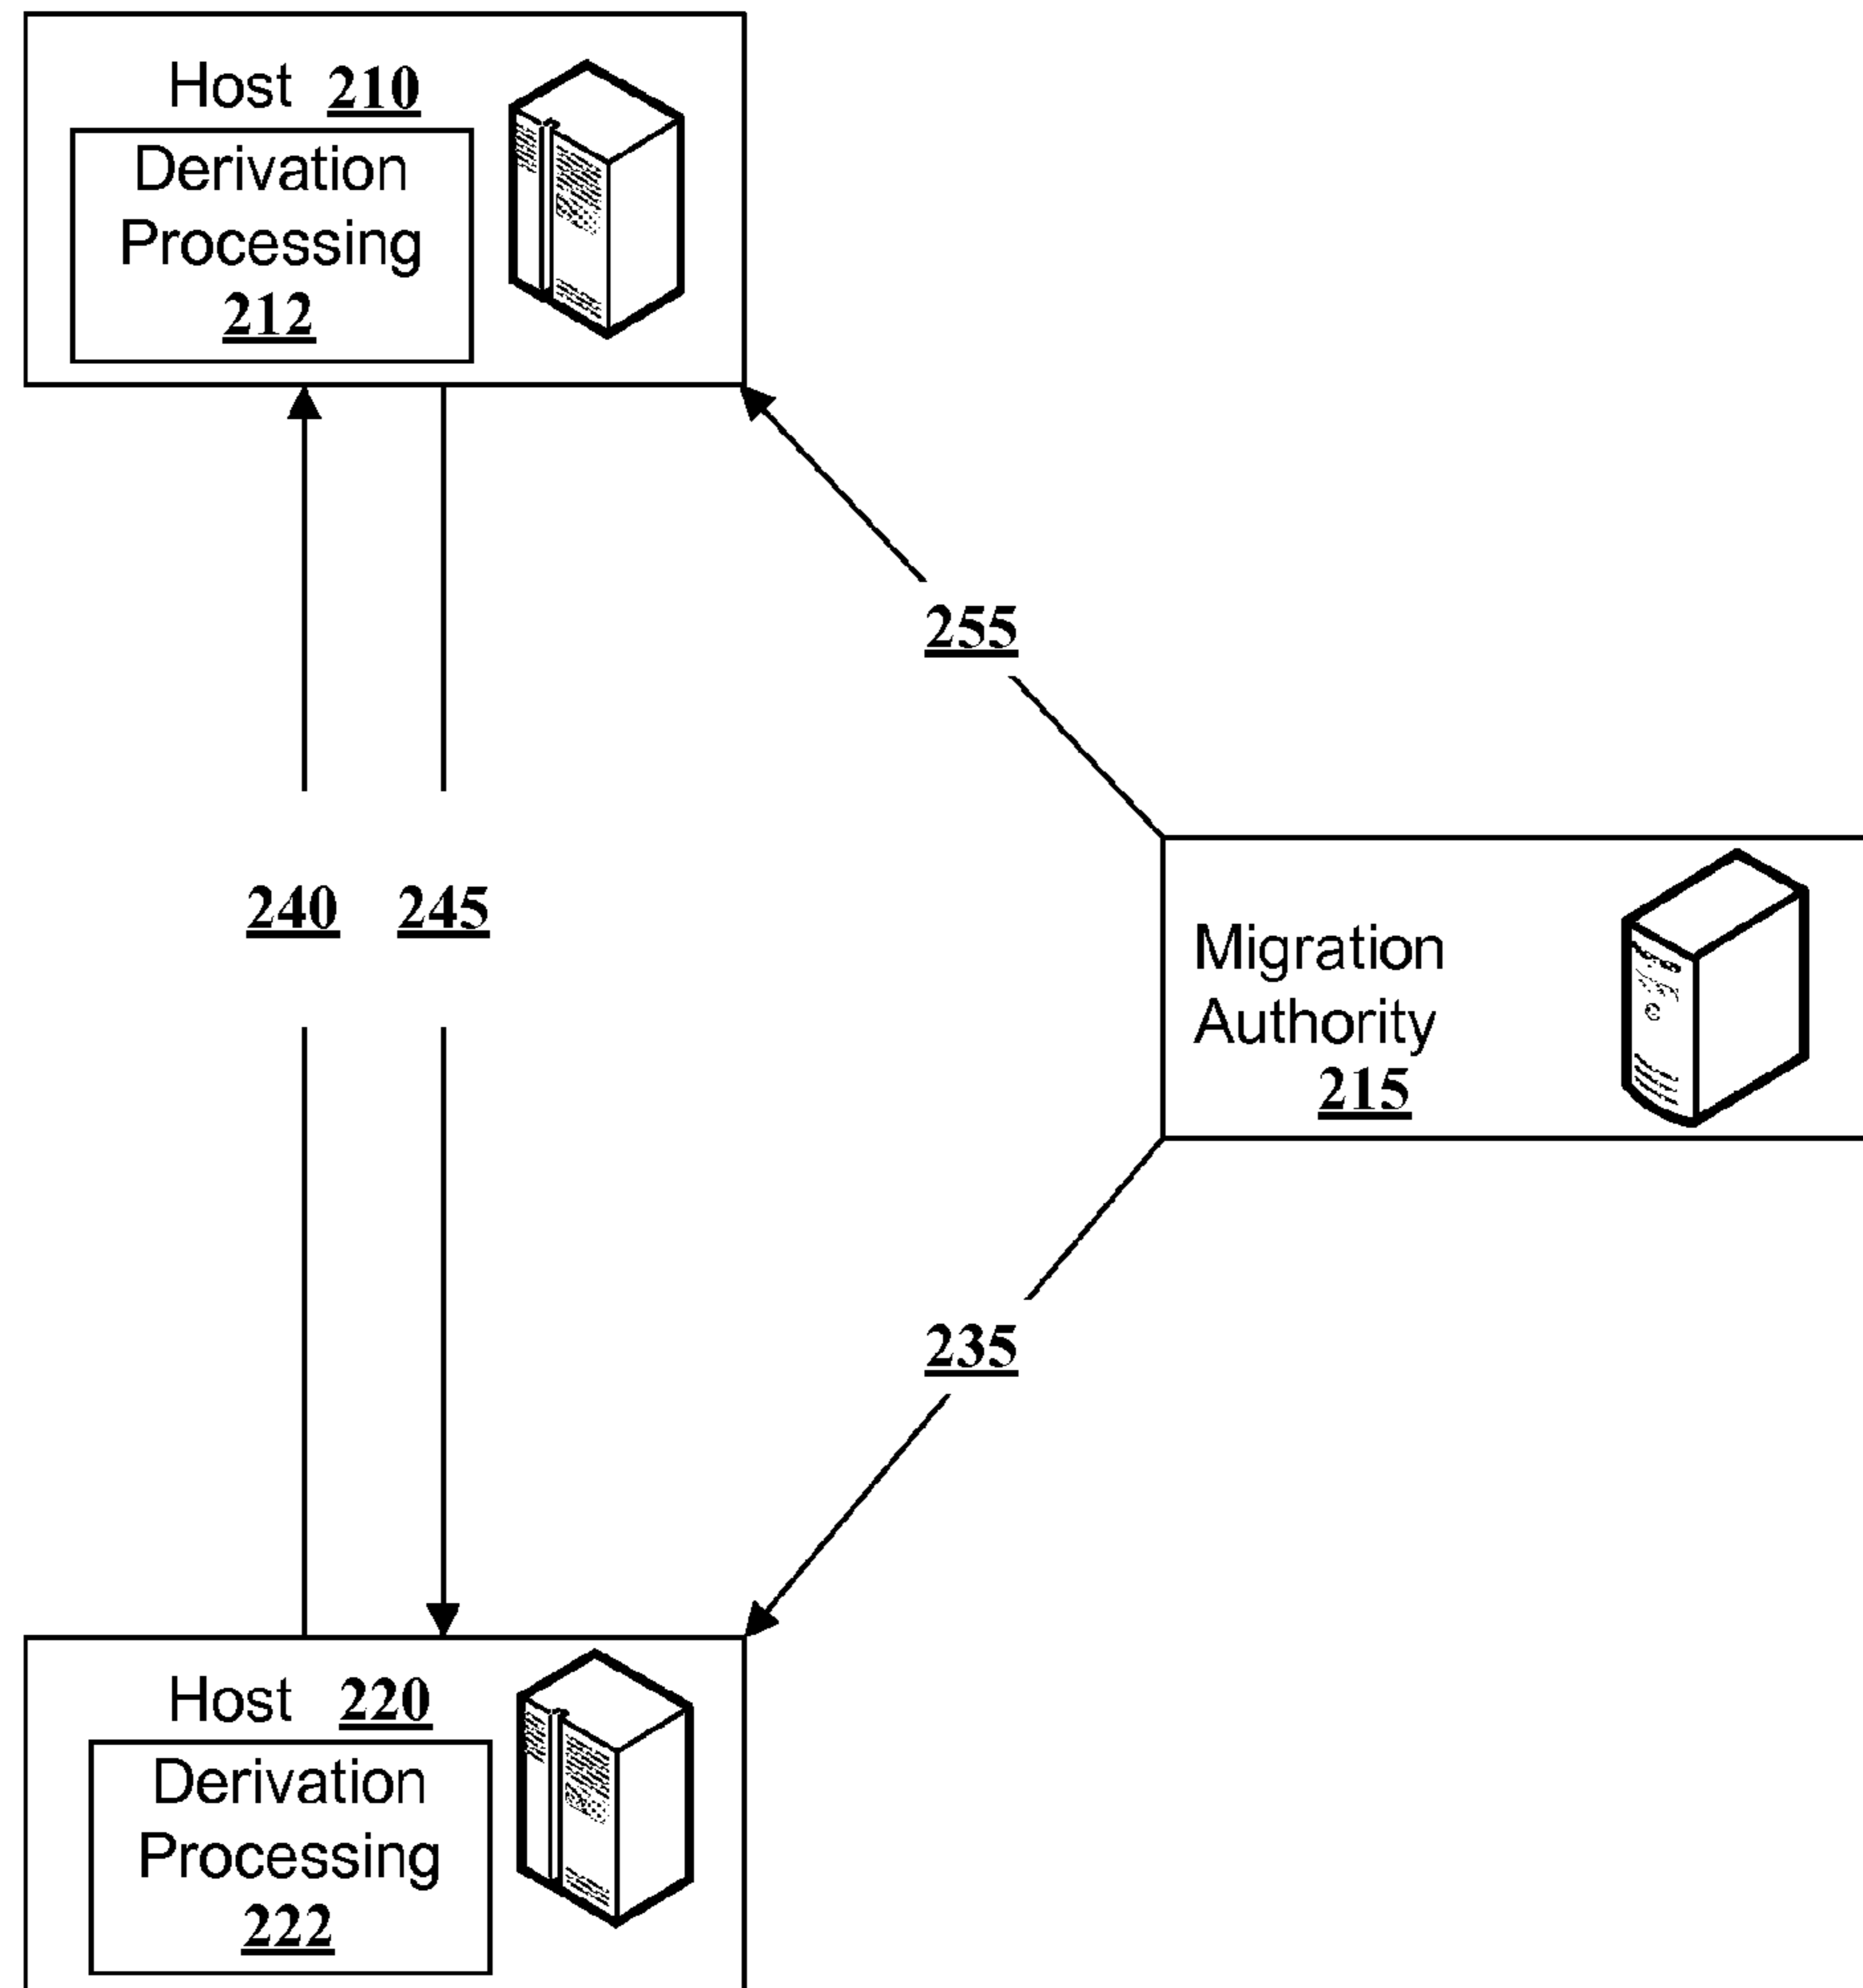 Host 210
Derivation
Processing
212
255
240 245
Migration
Authority
215
235
Host 220
Derivation
Processing
222